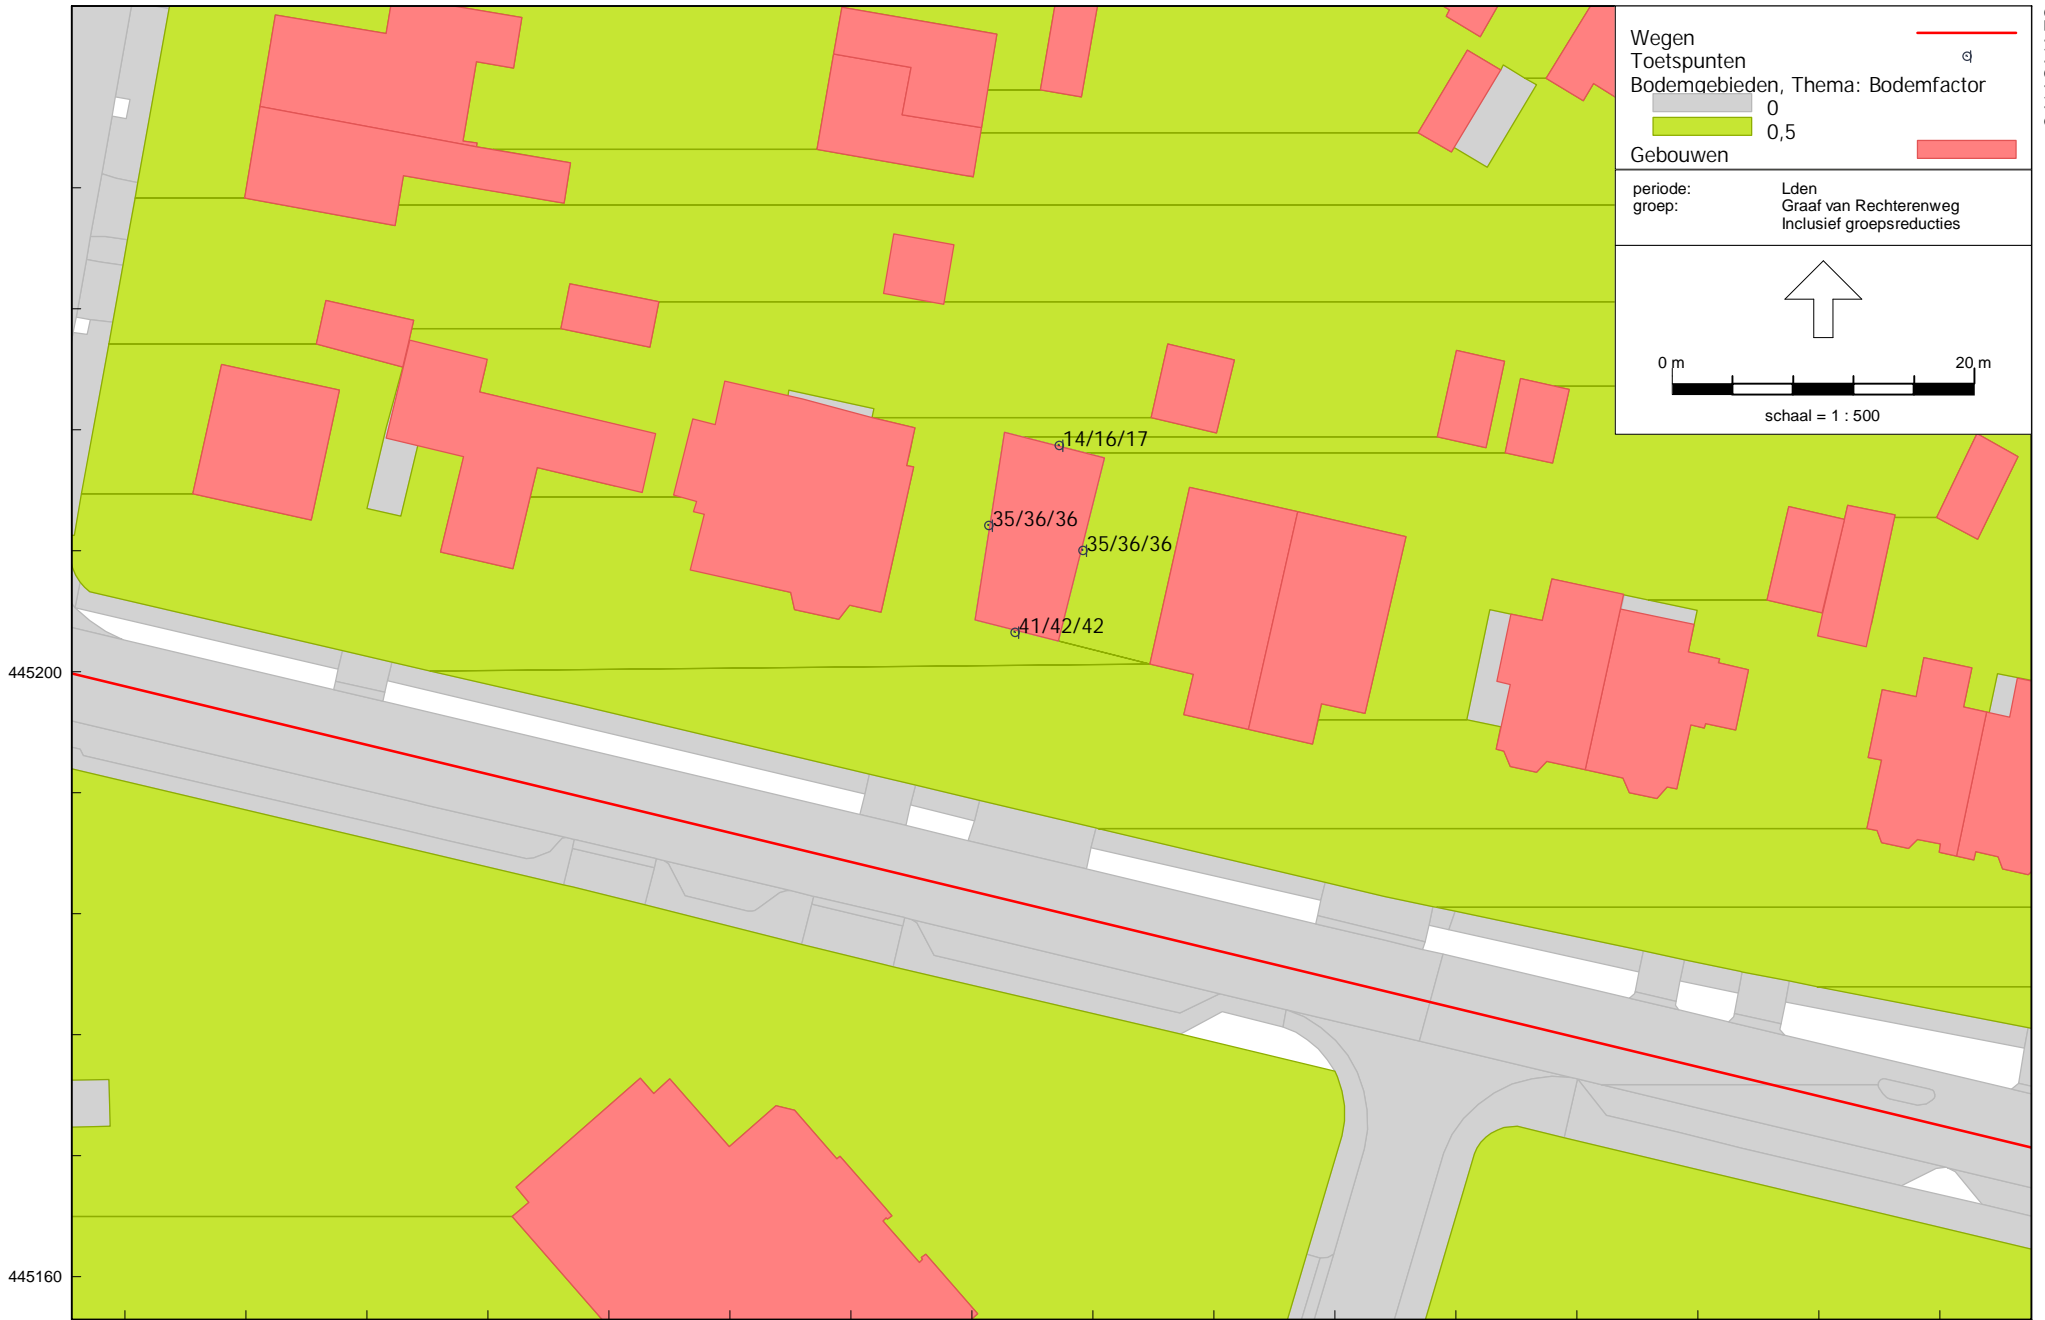 Wegen
Toetspunten
Bodemgebieden, Thema: Bodemfactor
0
0,5
Gebouwen
periode: Lden
groep: Graaf van Rechterenweg
Inclusief groepsreducties
0 m 20 m
schaal = 1 : 500
14/16/17
35/36/36
35/36/36
41/42/42
445200
445160